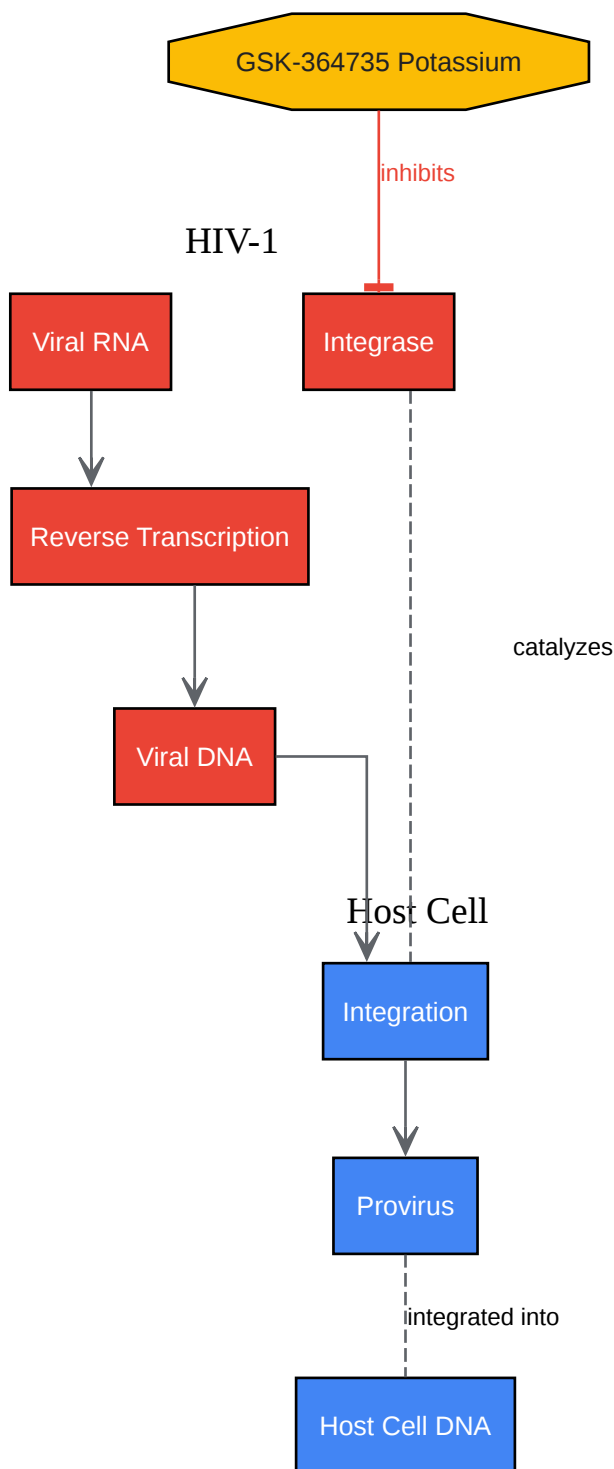 GSK-364735 Potassium
inhibits
HIV-1
Viral RNA
Integrase
Reverse Transcription
catalyzes
Viral DNA
Host Cell
Integration
Provirus
integrated into
Host Cell DNA